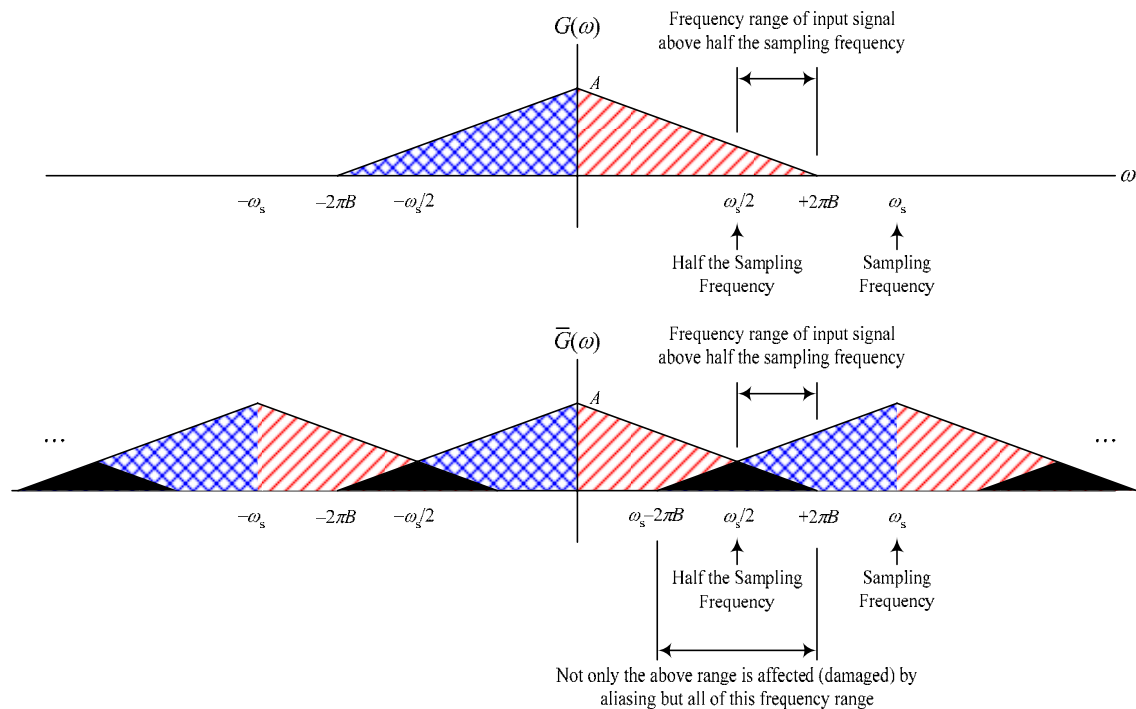 Frequency range of input signal
above half the sampling frequency
G(ω)
A
ω
−ωs −2πB −ωs/2 ωs/2 +2πB ωs
Half the Sampling
Frequency
Sampling
Frequency
G̅(ω)
Frequency range of input signal
above half the sampling frequency
A
... ...
−ωs −2πB −ωs/2 ωs−2πB ωs/2 +2πB ωs
Half the Sampling
Frequency
Sampling
Frequency
Not only the above range is affected (damaged) by
aliasing but all of this frequency range